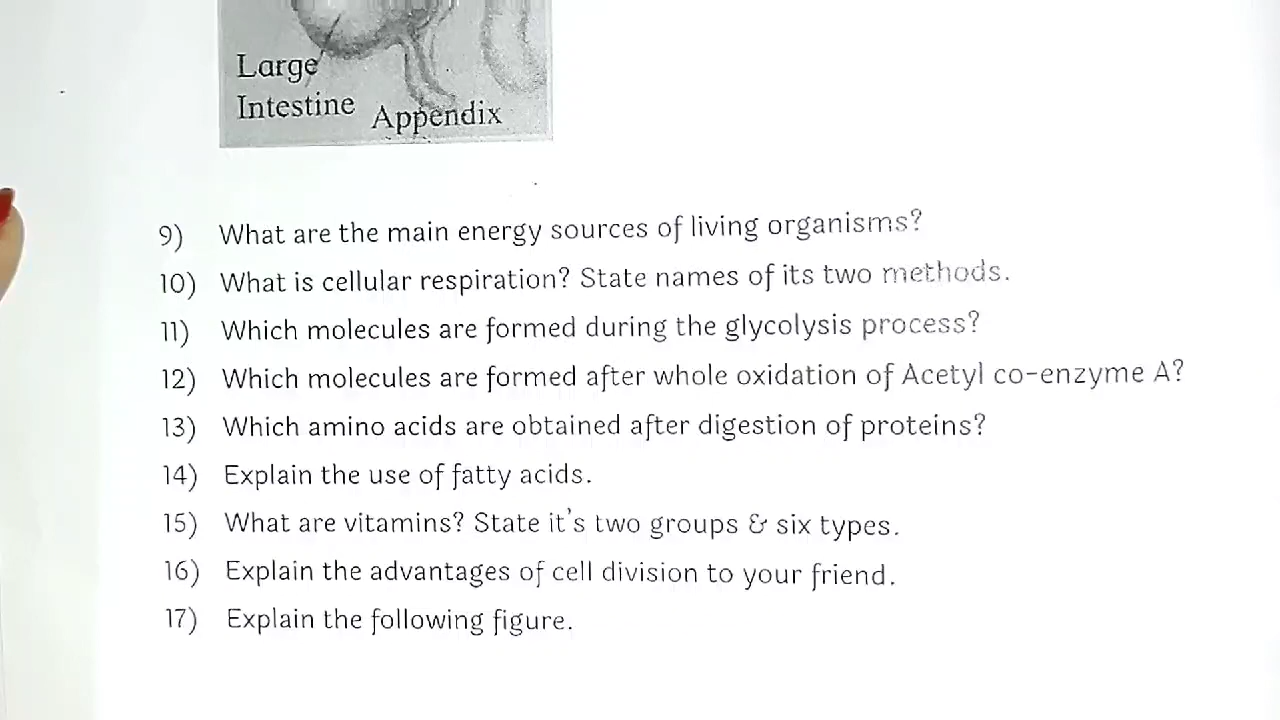 Large
Intestine
Appendix
9) What are the main energy sources of living organisms?
10) What is cellular respiration? State names of its two methods.
11) Which molecules are formed during the glycolysis process?
12) Which molecules are formed after whole oxidation of Acetyl co-enzyme A?
13) Which amino acids are obtained after digestion of proteins?
14) Explain the use of fatty acids.
15) What are vitamins? State it's two groups & six types.
16) Explain the advantages of cell division to your friend.
17) Explain the following figure.